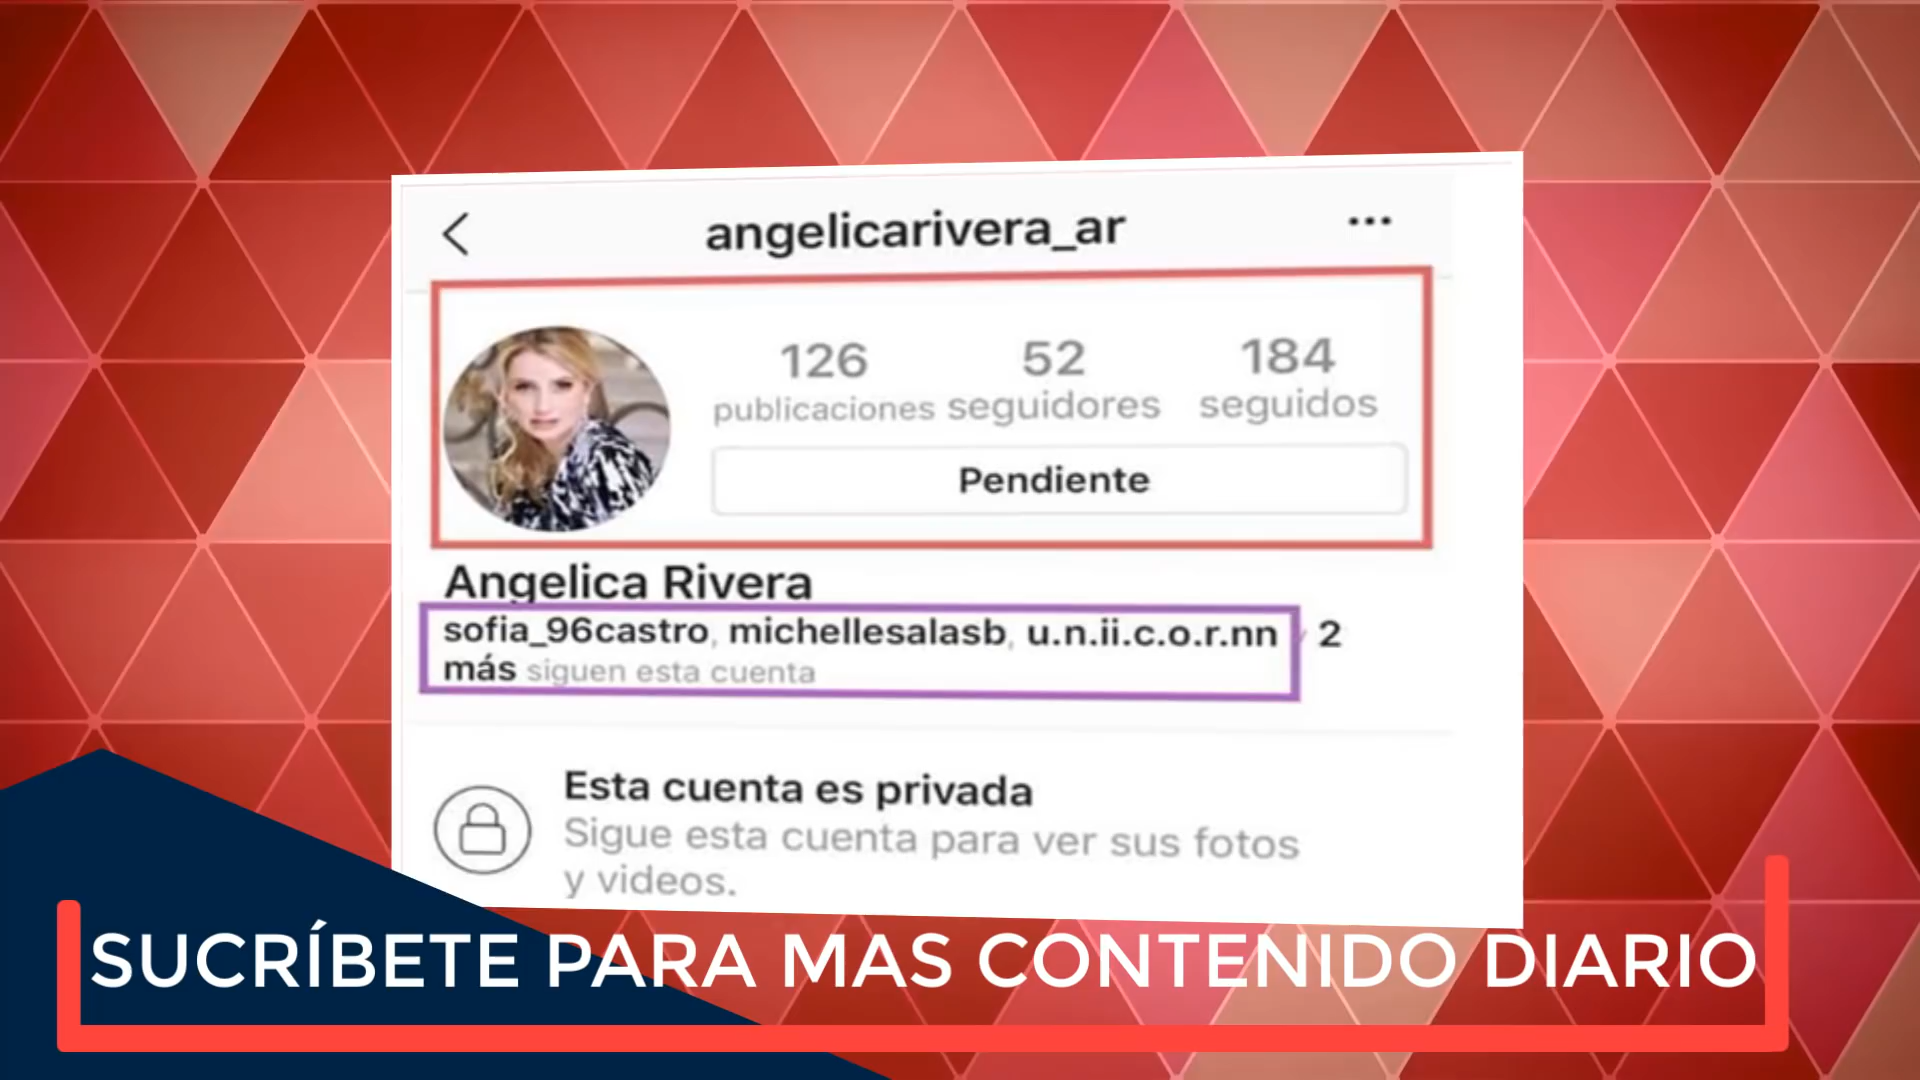 angelicarivera_ar
126 52 184
publicaciones seguidores seguidos
Pendiente
Angelica Rivera
sofia_96castro, michellesalasb, u.n.ii.c.o.r.nn y 2
más siguen esta cuenta
Esta cuenta es privada
Sigue esta cuenta para ver sus fotos
y videos.
SUCRÍBETE PARA MAS CONTENIDO DIARIO